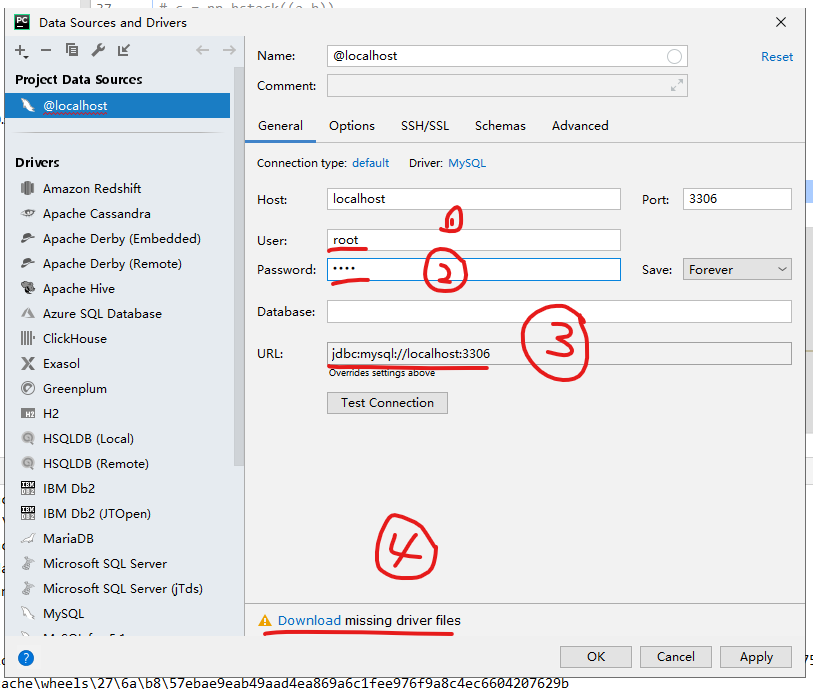 37 # c = np.hstack((a,b))
PC Data Sources and Drivers
Project Data Sources
@localhost
Drivers
Amazon Redshift
Apache Cassandra
Apache Derby (Embedded)
Apache Derby (Remote)
Apache Hive
Azure SQL Database
ClickHouse
Exasol
Greenplum
H2
HSQLDB (Local)
HSQLDB (Remote)
IBM Db2
IBM Db2 (JTOpen)
MariaDB
Microsoft SQL Server
Microsoft SQL Server (jTds)
MySQL
Name: @localhost
Reset
Comment:
General Options SSH/SSL Schemas Advanced
Connection type: default Driver: MySQL
Host: localhost Port: 3306
1
User: root
Password: •••• 2 Save: Forever
Database:
3
URL: jdbc:mysql://localhost:3306
Overrides settings above
Test Connection
4
Download missing driver files
? OK Cancel Apply
ache\wheels\27\6a\b8\57ebae9eab49aad4ea869a6c1fee976f9a8c4ec6604207629b